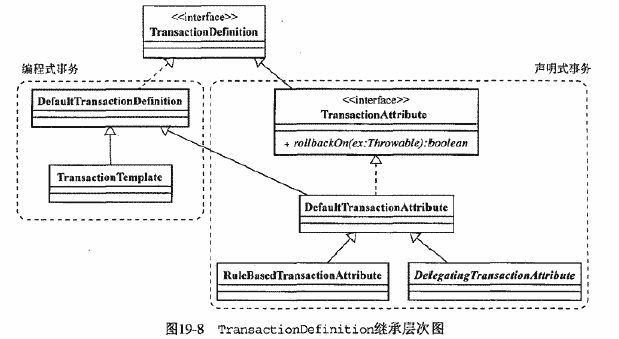 <<interface>>
TransactionDefinition
编程式事务
声明式事务
DefaultTransactionDefinition
<<interface>>
TransactionAttribute
+ rollbackOn(ex:Throwable):boolean
TransactionTemplate
DefaultTransactionAttribute
RuleBasedTransactionAttribute
DelegatingTransactionAttribute
图19-8 TransactionDefinition继承层次图